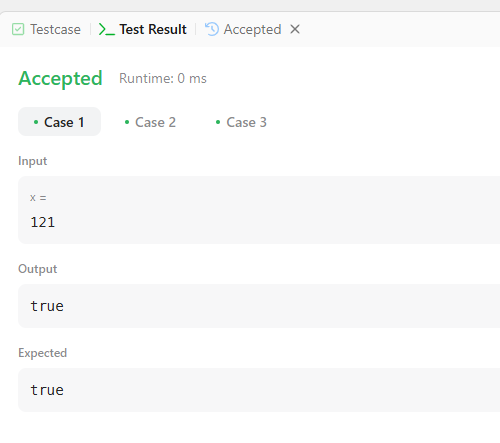 Testcase Test Result Accepted
Accepted Runtime: 0 ms
Case 1 Case 2 Case 3
Input
x =
121
Output
true
Expected
true